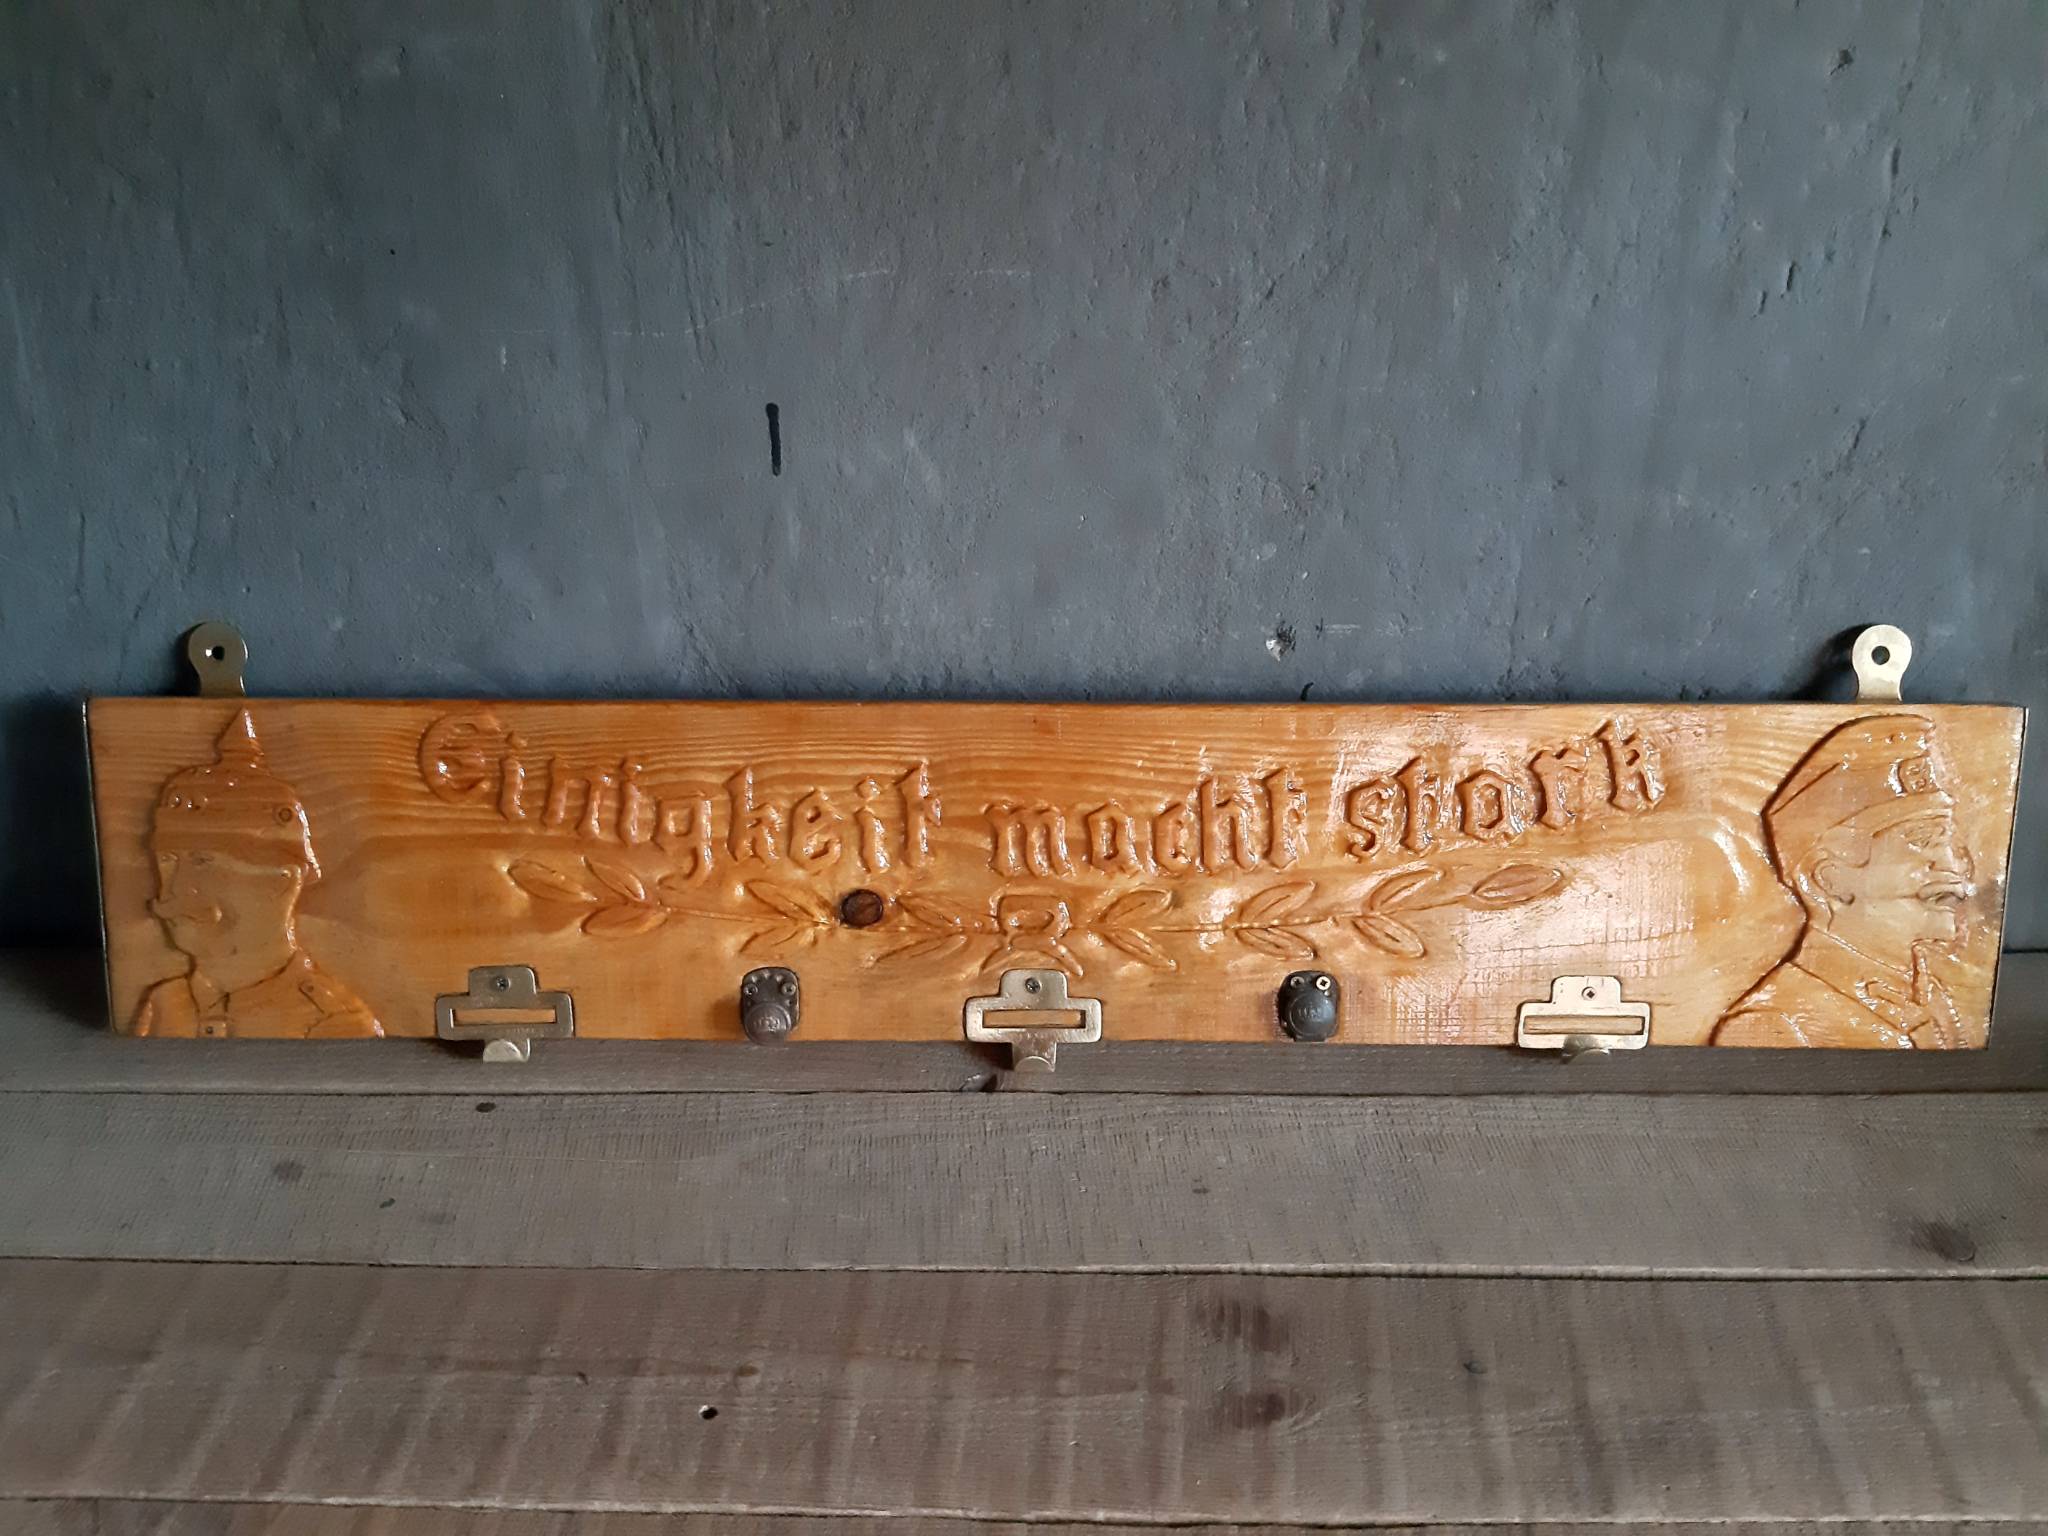 Einigkeit macht stark